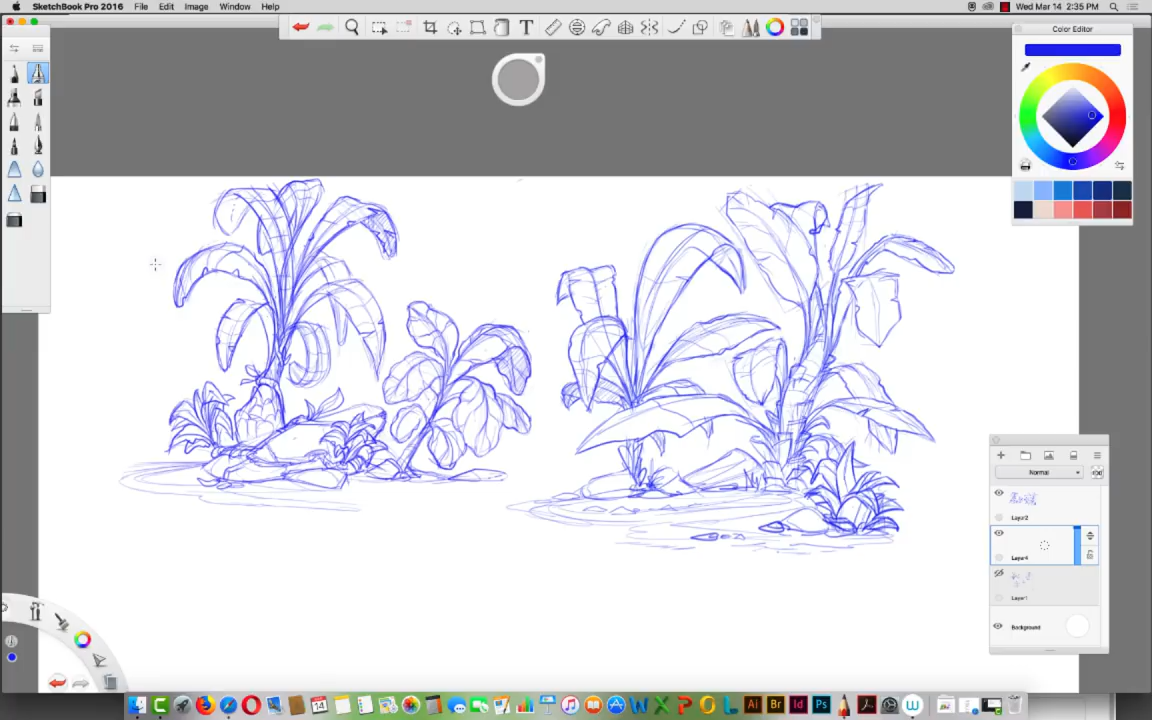 SketchBook Pro 2016 File Edit Image Window Help
Wed Mar 14 2:35 PM
Color Editor
Normal
Layer2
Layer4
Layer1
Background